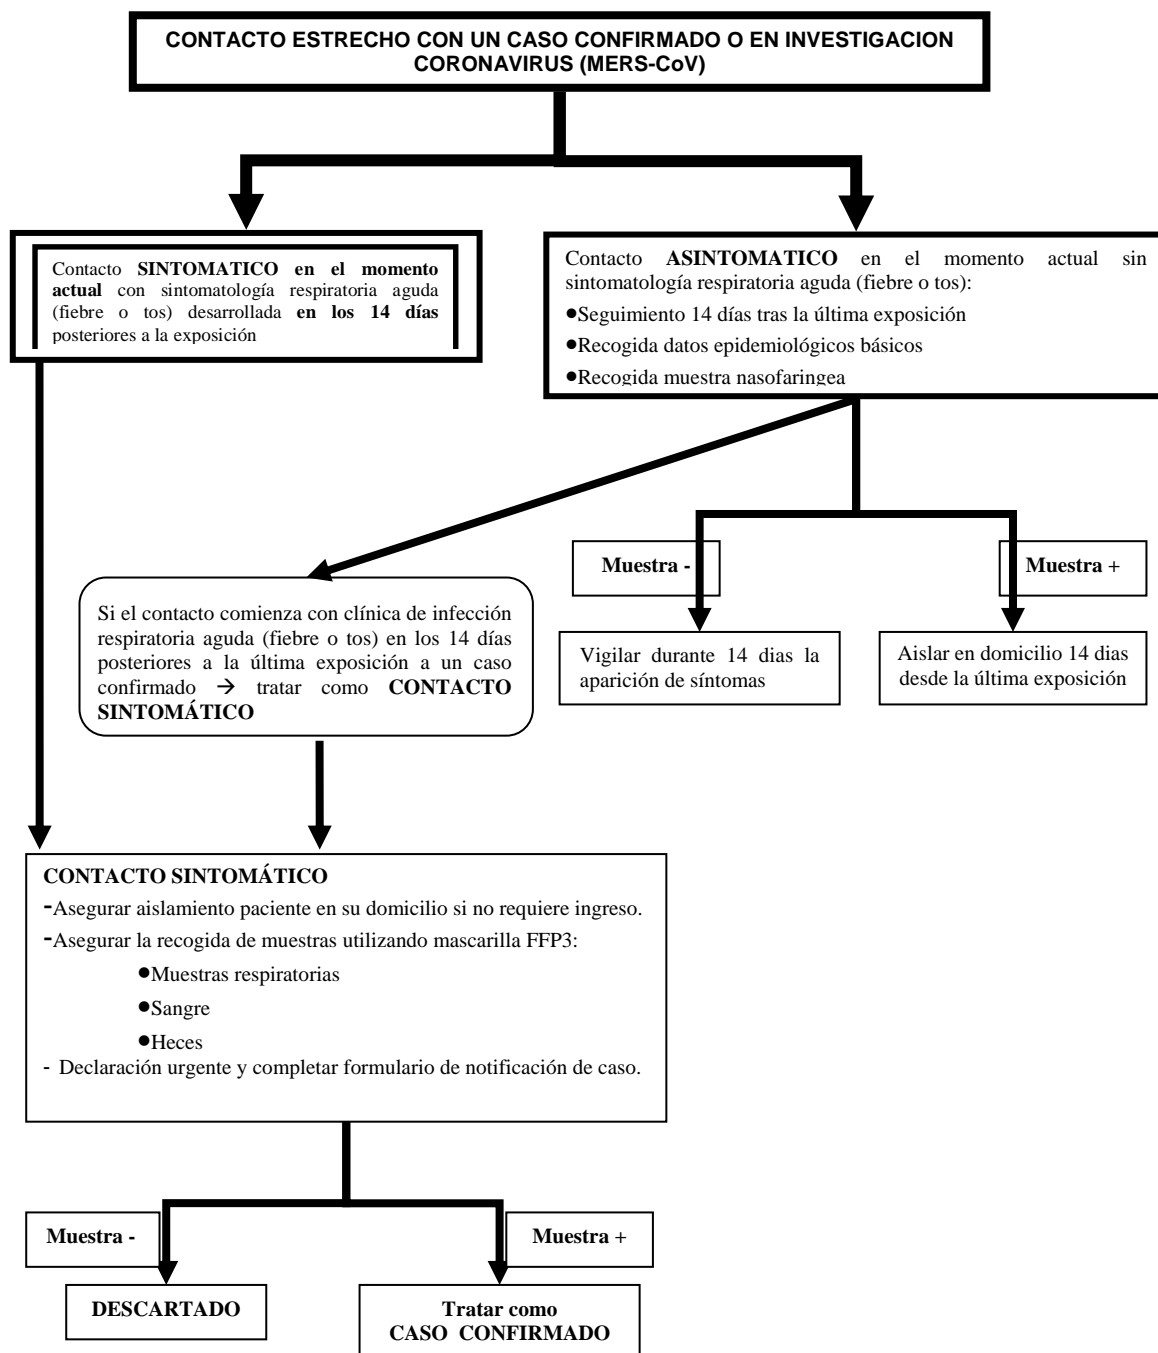 CONTACTO ESTRECHO CON UN CASO CONFIRMADO O EN INVESTIGACION
CORONAVIRUS (MERS-CoV)
Contacto SINTOMATICO en el momento
actual con sintomatología respiratoria aguda
(fiebre o tos) desarrollada en los 14 días
posteriores a la exposición
Contacto ASINTOMATICO en el momento actual sin
sintomatología respiratoria aguda (fiebre o tos):
●Seguimiento 14 días tras la última exposición
●Recogida datos epidemiológicos básicos
●Recogida muestra nasofaringea
Muestra -
Muestra +
Si el contacto comienza con clínica de infección
respiratoria aguda (fiebre o tos) en los 14 días
posteriores a la última exposición a un caso
confirmado → tratar como CONTACTO
SINTOMÁTICO
Vigilar durante 14 dias la
aparición de síntomas
Aislar en domicilio 14 dias
desde la última exposición
CONTACTO SINTOMÁTICO
-Asegurar aislamiento paciente en su domicilio si no requiere ingreso.
-Asegurar la recogida de muestras utilizando mascarilla FFP3:
●Muestras respiratorias
●Sangre
●Heces
- Declaración urgente y completar formulario de notificación de caso.
Muestra -
Muestra +
DESCARTADO
Tratar como
CASO CONFIRMADO